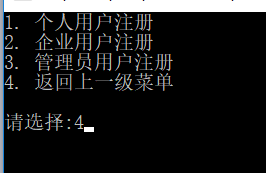 1. 个人用户注册
2. 企业用户注册
3. 管理员用户注册
4. 返回上一级菜单
请选择:4